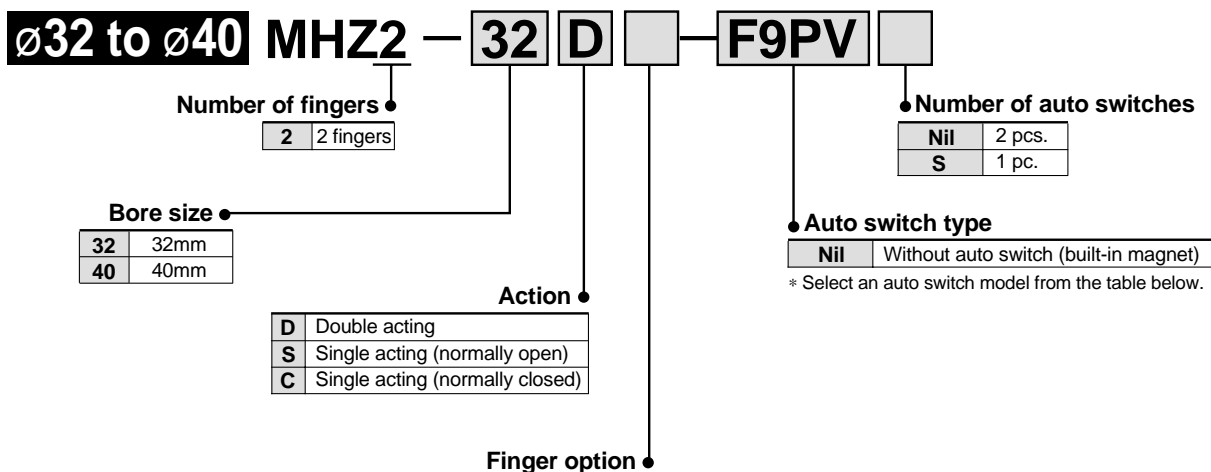 ø32 to ø40 MHZ2 — 32 D — F9PV
Number of fingers
2 2 fingers
Number of auto switches
Nil 2 pcs.
S 1 pc.
Bore size
32 32mm
40 40mm
Auto switch type
Nil Without auto switch (built-in magnet)
* Select an auto switch model from the table below.
Action
D Double acting
S Single acting (normally open)
C Single acting (normally closed)
Finger option